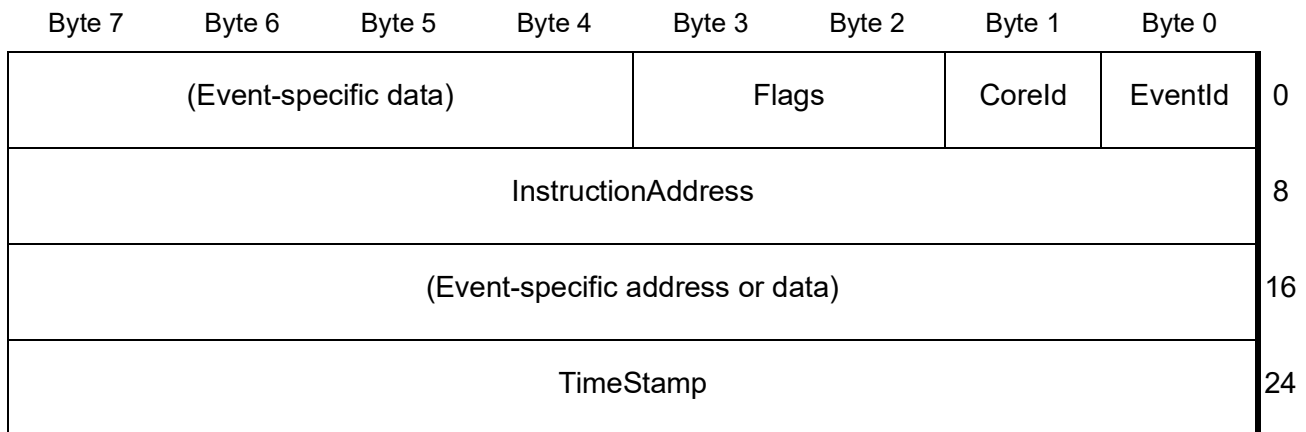 Byte 7 Byte 6 Byte 5 Byte 4 Byte 3 Byte 2 Byte 1 Byte 0
(Event-specific data) Flags CoreId EventId 0
InstructionAddress 8
(Event-specific address or data) 16
TimeStamp 24